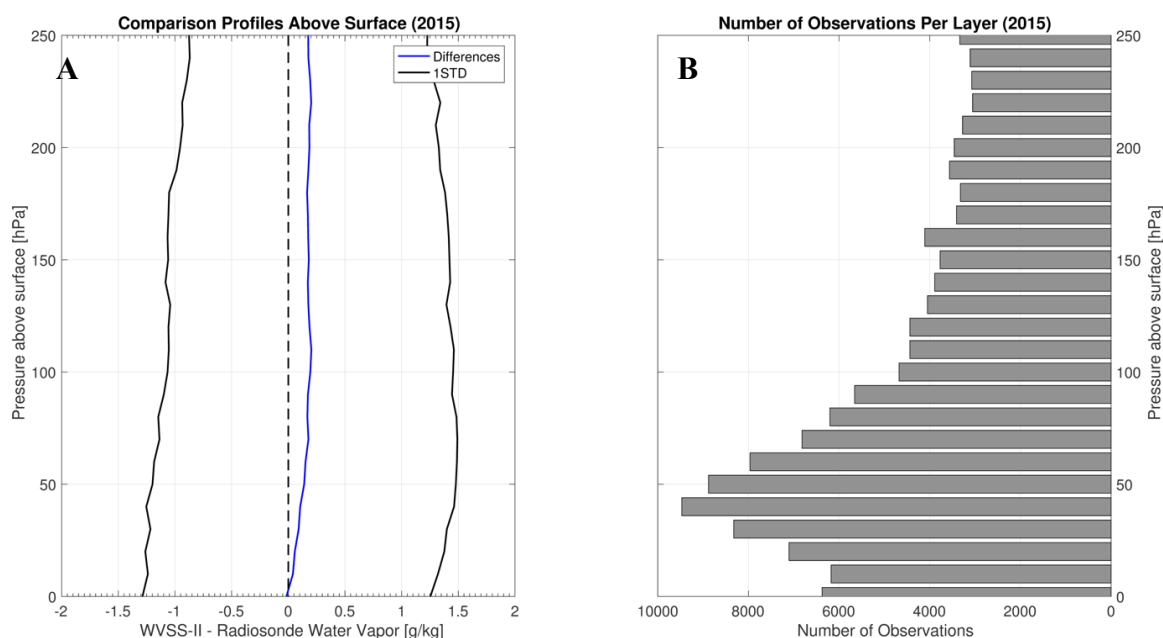 Comparison Profiles Above Surface (2015)
A
Differences
1STD
250
200
150
100
50
0
Pressure above surface [hPa]
-2 -1.5 -1 -0.5 0 0.5 1 1.5 2
WVSS-II - Radiosonde Water Vapor [g/kg]
Number of Observations Per Layer (2015)
B
250
200
150
100
50
0
Pressure above surface [hPa]
10000 8000 6000 4000 2000 0
Number of Observations